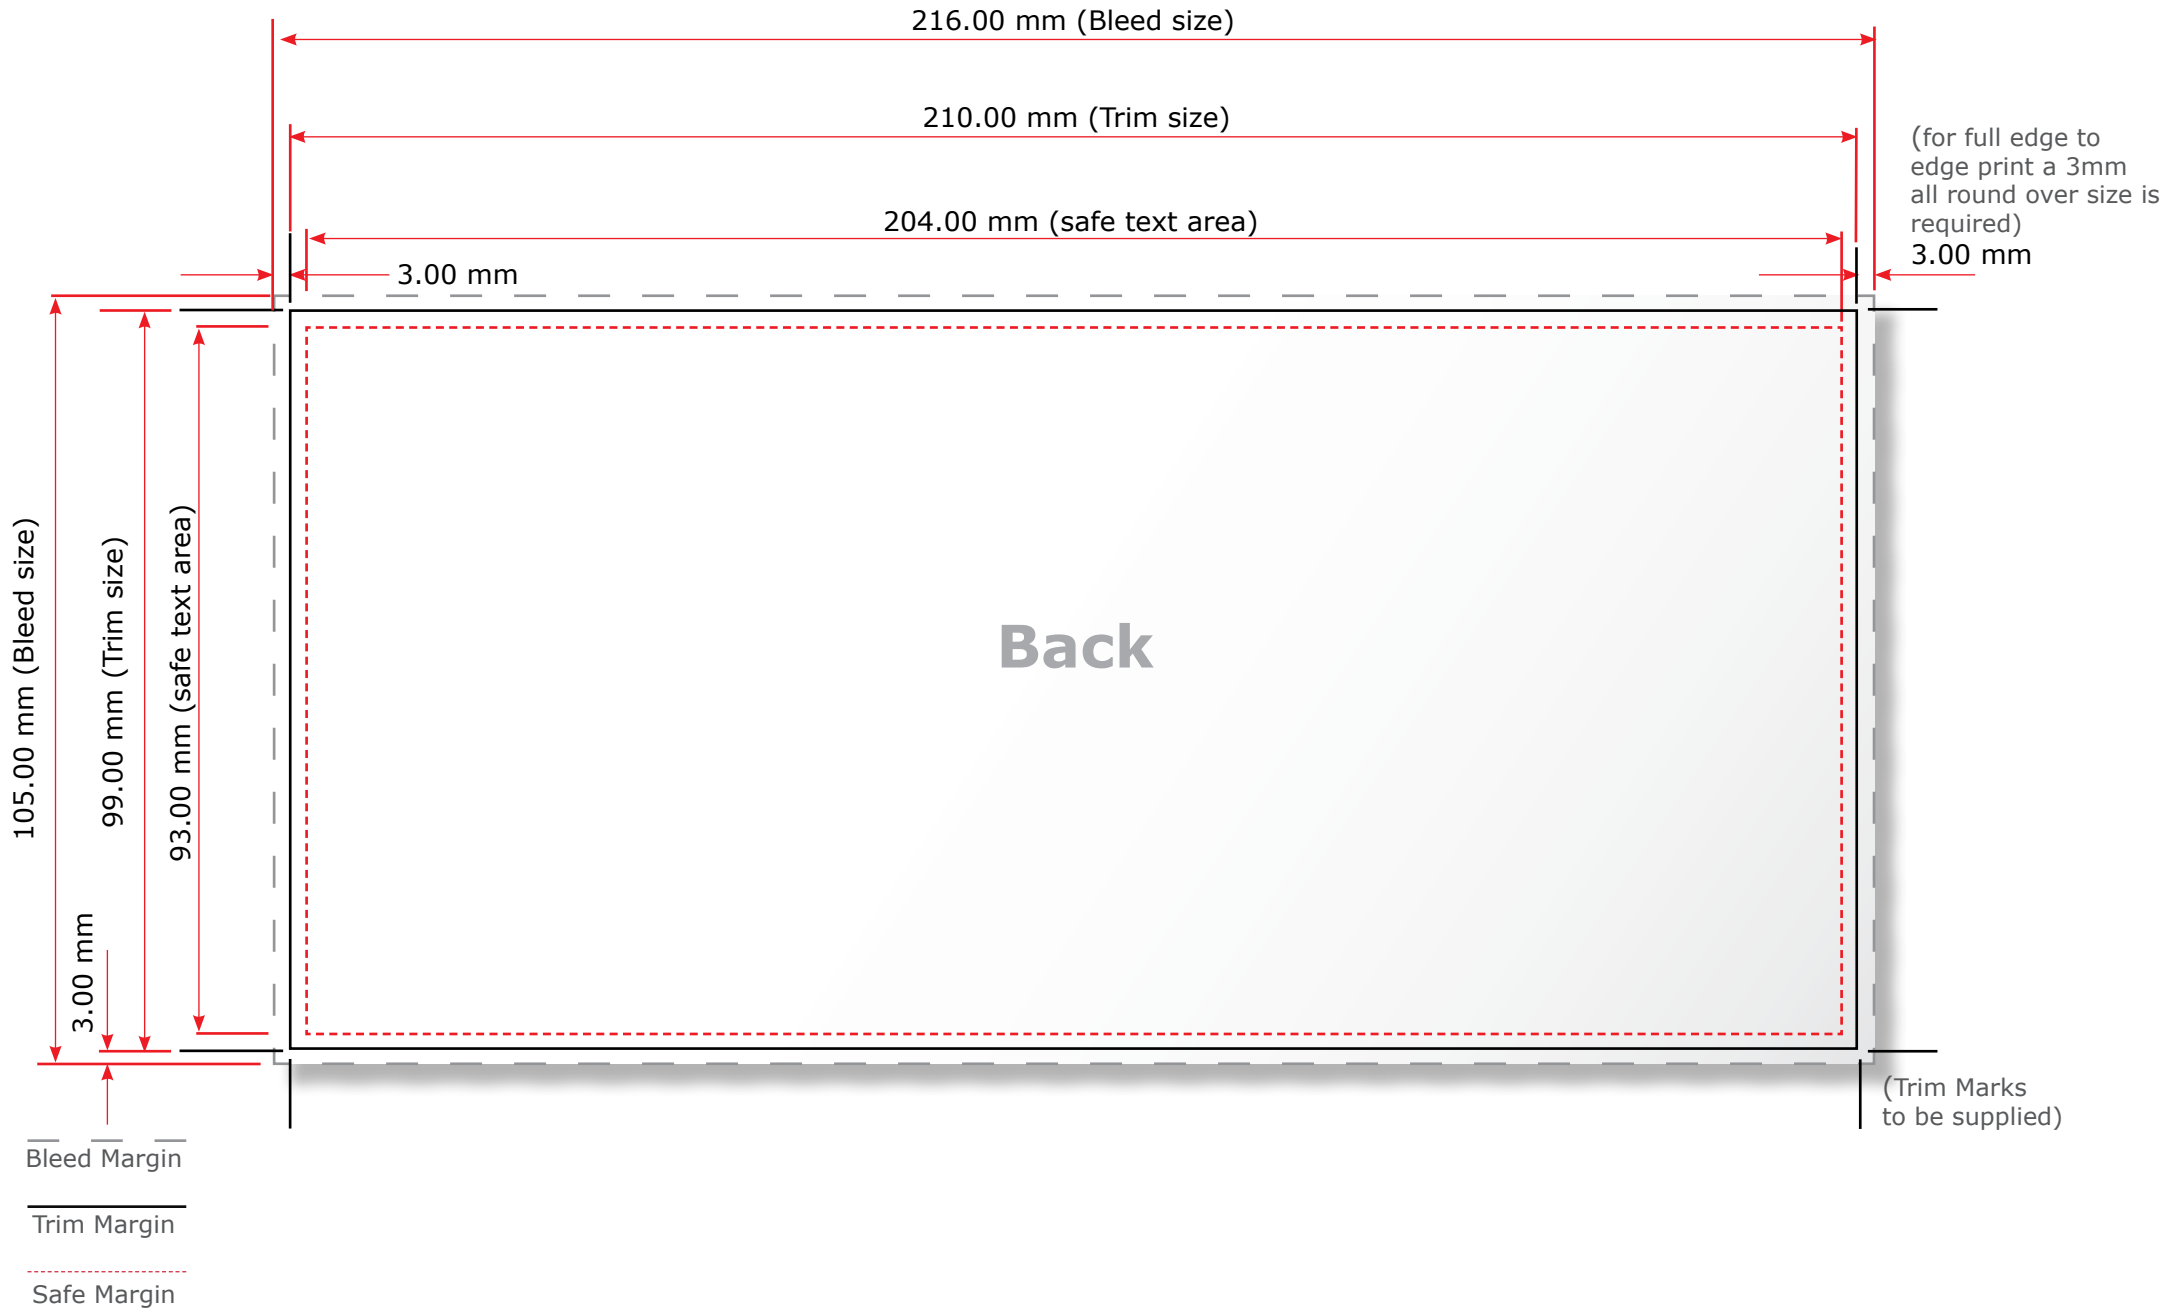 216.00 mm (Bleed size)
210.00 mm (Trim size)
(for full edge to
edge print a 3mm
all round over size is
required)
3.00 mm
204.00 mm (safe text area)
3.00 mm
105.00 mm (Bleed size)
99.00 mm (Trim size)
93.00 mm (safe text area)
3.00 mm
Back
(Trim Marks
to be supplied)
Bleed Margin
Trim Margin
Safe Margin